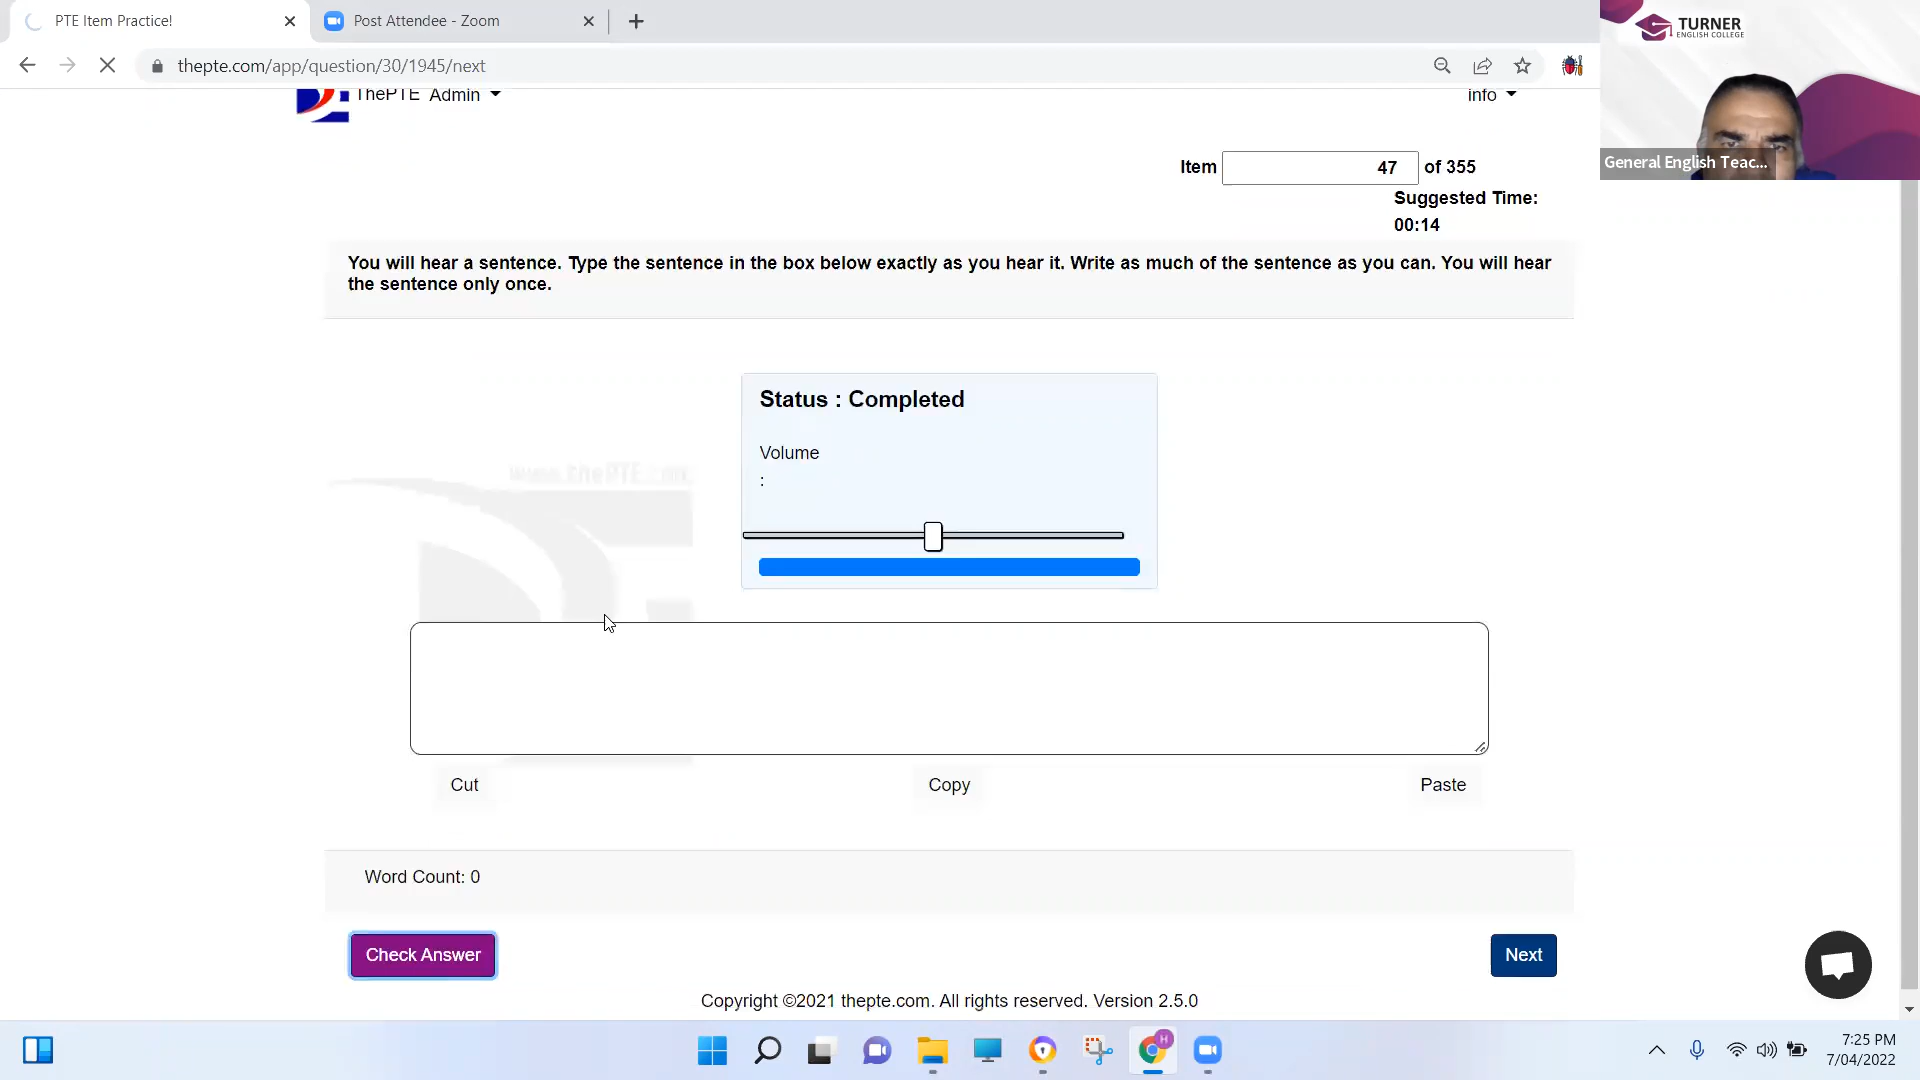 PTE Item Practice!
Post Attendee - Zoom
thepte.com/app/question/30/1945/next
ThePTE Admin
info
TURNER
ENGLISH COLLEGE
General English Teac...
Item 47 of 355
Suggested Time:
00:14
You will hear a sentence. Type the sentence in the box below exactly as you hear it. Write as much of the sentence as you can. You will hear
the sentence only once.
Status : Completed
Volume
:
Cut
Copy
Paste
Word Count: 0
Check Answer
Next
Copyright ©2021 thepte.com. All rights reserved. Version 2.5.0
H
7:25 PM
7/04/2022